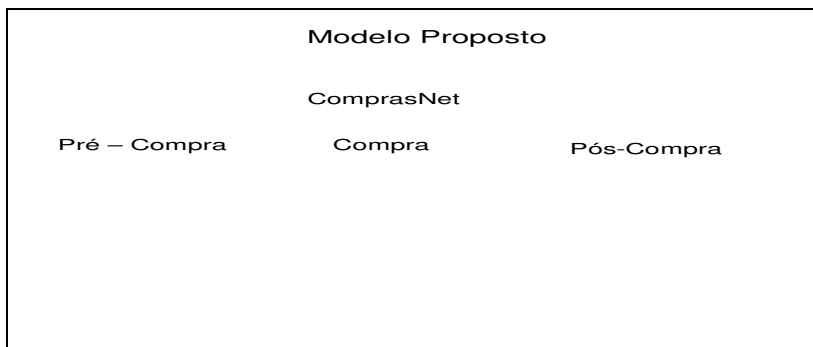 Modelo Proposto
ComprasNet
Pré – Compra Compra Pós-Compra